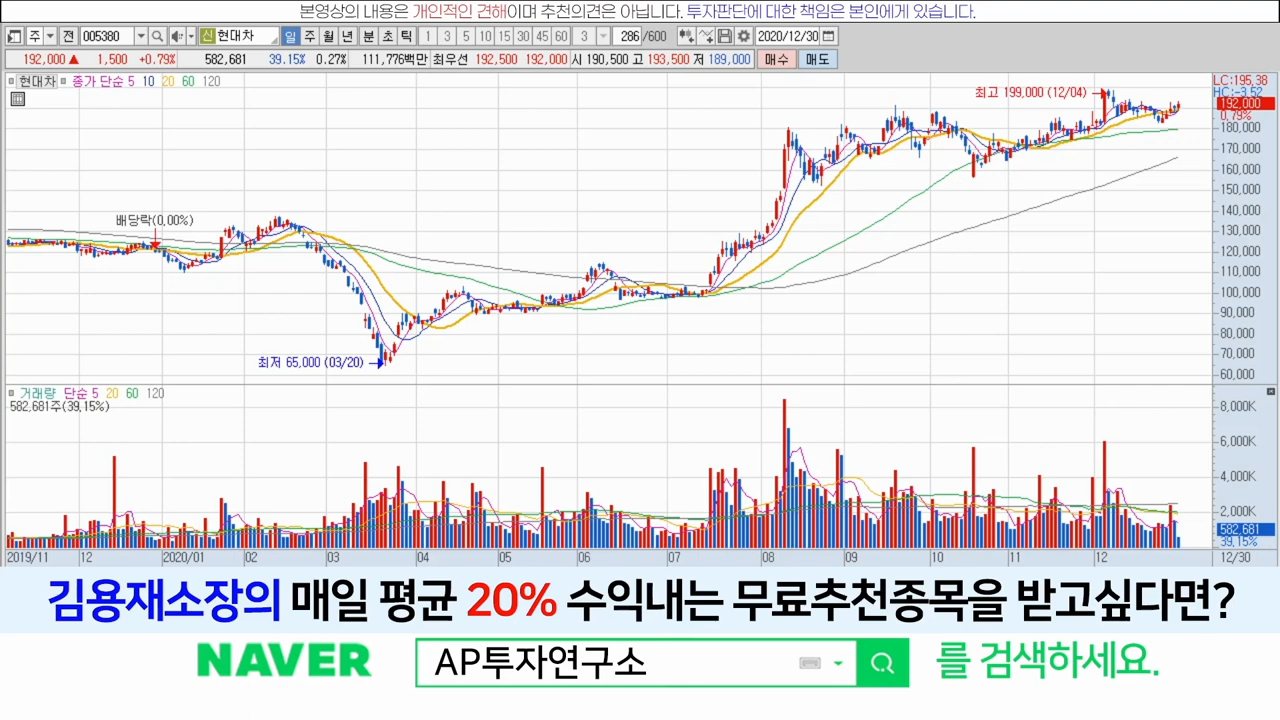 본영상의 내용은 개인적인 견해이며 추천의견은 아닙니다. 투자판단에 대한 책임은 본인에게 있습니다.
주 전 005380 신 현대차 일 주 월 년 분 초 틱 1 3 5 10 15 30 45 60 3 286 /600 2020/12/30
192,000 ▲ 1,500 +0.79% 582,681 39.15% 111,776백만 최우선 192,500 192,000 시 190,500 고 193,500 저 189,000 매수 매도
현대차 종가 단순 5 10 20 60 120
LC:195.38
HC:-3.52
최고 199,000 (12/04)
192,000
0.79%
180,000
170,000
160,000
150,000
140,000
배당락(0.00%)
130,000
120,000
110,000
100,000
90,000
80,000
최저 65,000 (03/20)
70,000
60,000
거래량 단순 5 20 60 120
582,681주(39.15%)
8,000K
6,000K
4,000K
2,000K
582,681
39.15%
2019/11 12 2020/01 02 03 04 05 06 07 08 09 10 11 12 12/30
김용재소장의 매일 평균 20% 수익내는 무료추천종목을 받고싶다면?
NAVER AP투자연구소 를 검색하세요.